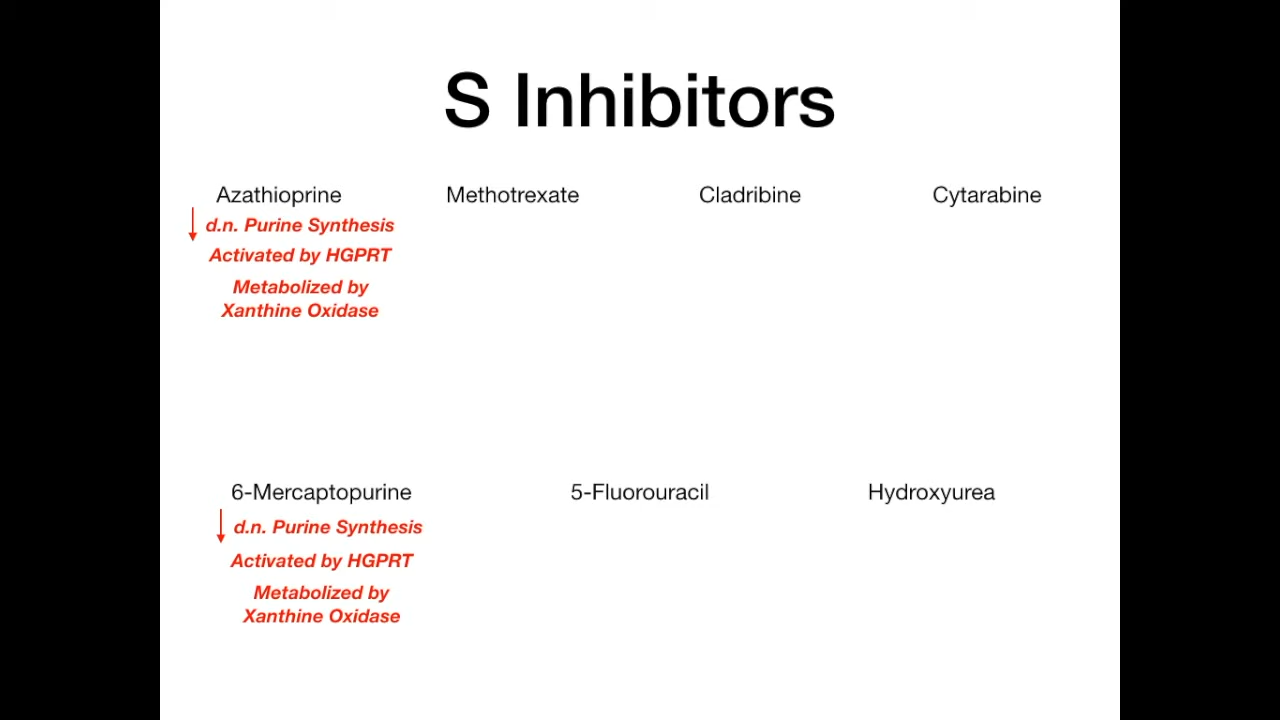 S Inhibitors
Azathioprine
Methotrexate
Cladribine
Cytarabine
d.n. Purine Synthesis
Activated by HGPRT
Metabolized by
Xanthine Oxidase
6-Mercaptopurine
5-Fluorouracil
Hydroxyurea
d.n. Purine Synthesis
Activated by HGPRT
Metabolized by
Xanthine Oxidase